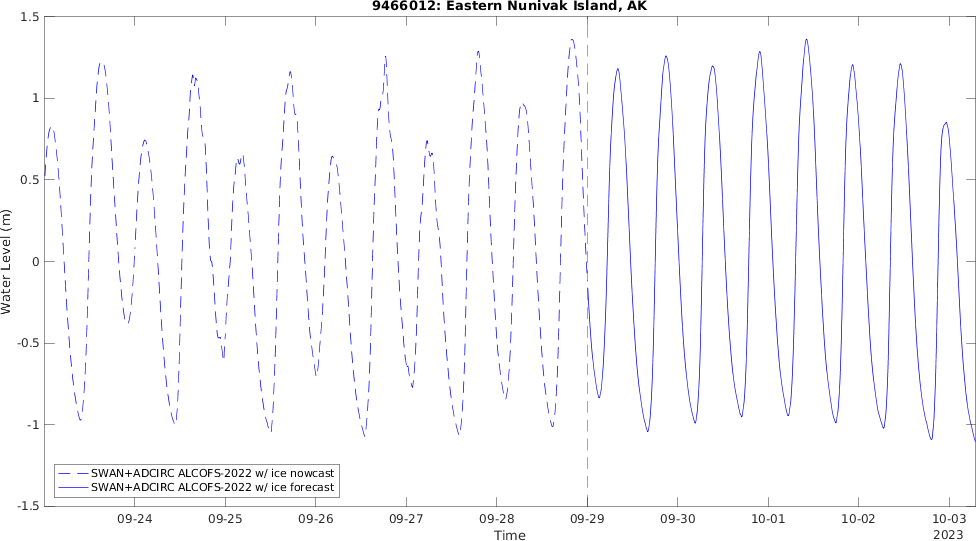 9466012: Eastern Nunivak Island, AK
1.5
1
0.5
0
-0.5
-1
-1.5
Water Level (m)
SWAN+ADCIRC ALCOFS-2022 w/ ice nowcast
SWAN+ADCIRC ALCOFS-2022 w/ ice forecast
09-24 09-25 09-26 09-27 09-28 09-29 09-30 10-01 10-02 10-03
2023
Time